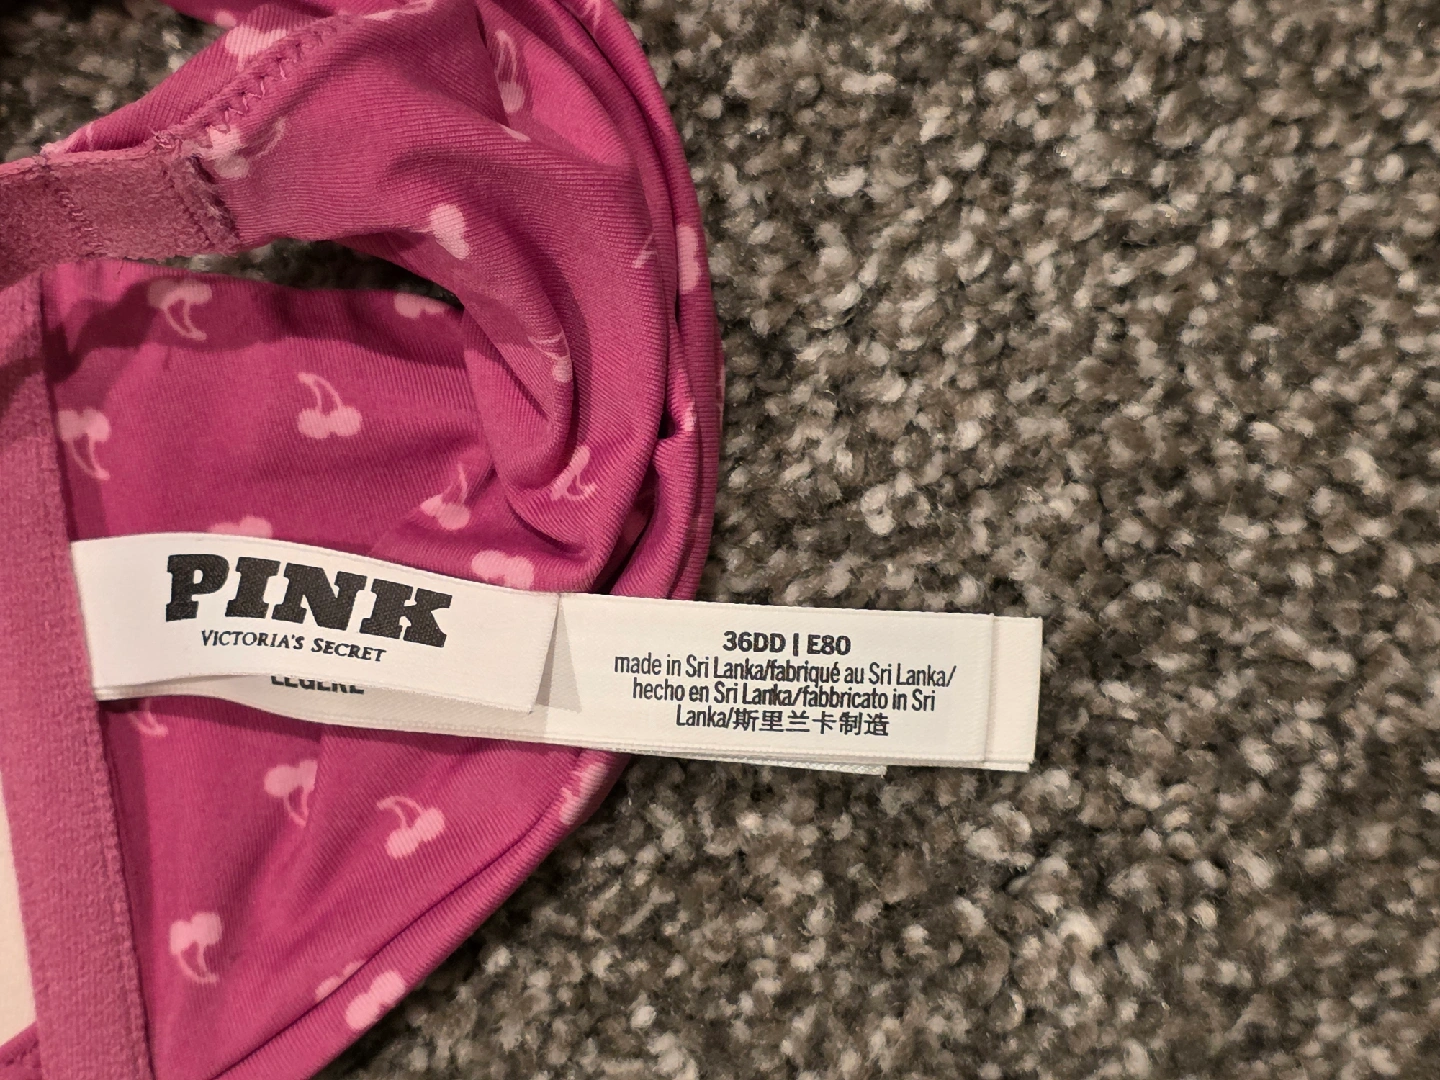 PINK
VICTORIA'S SECRET
36DD | E80
made in Sri Lanka/fabriqué au Sri Lanka/
hecho en Sri Lanka/fabbricato in Sri
Lanka/斯里兰卡制造